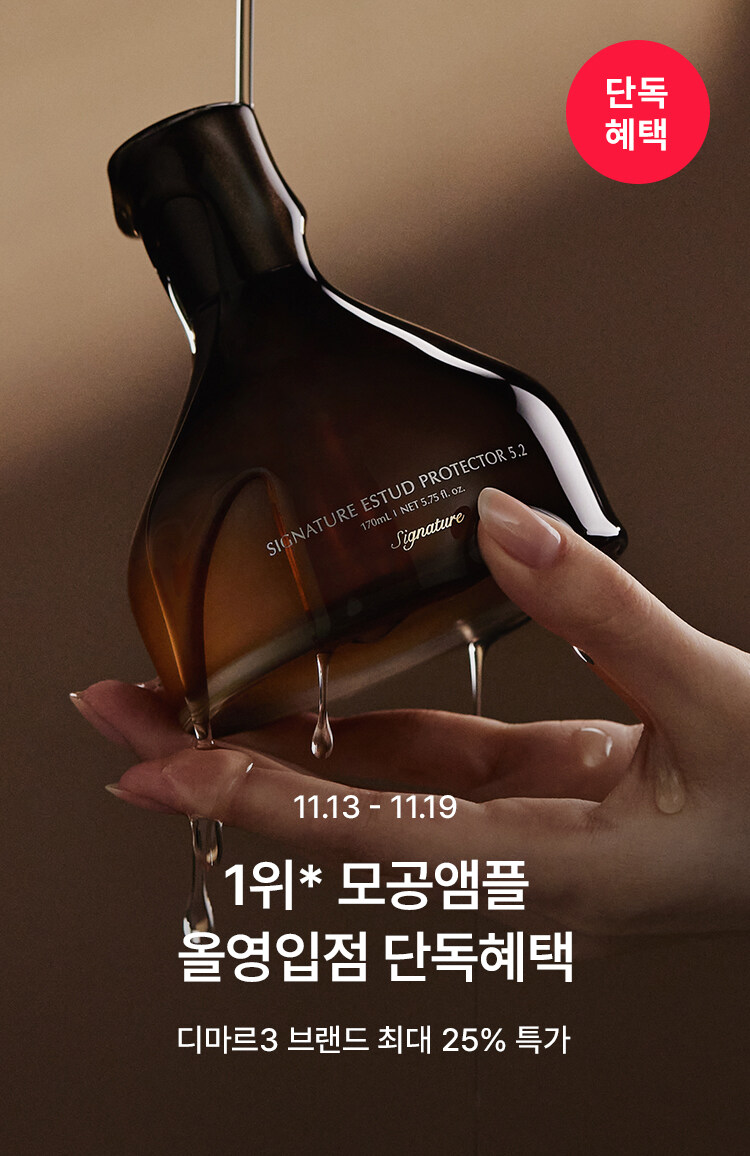 단독
혜택
SIGNATURE ESTUD PROTECTOR 5.2
170mL I NET 5.75 fl. oz.
Signature
11.13 - 11.19
1위* 모공앰플
올영입점 단독혜택
디마르3 브랜드 최대 25% 특가